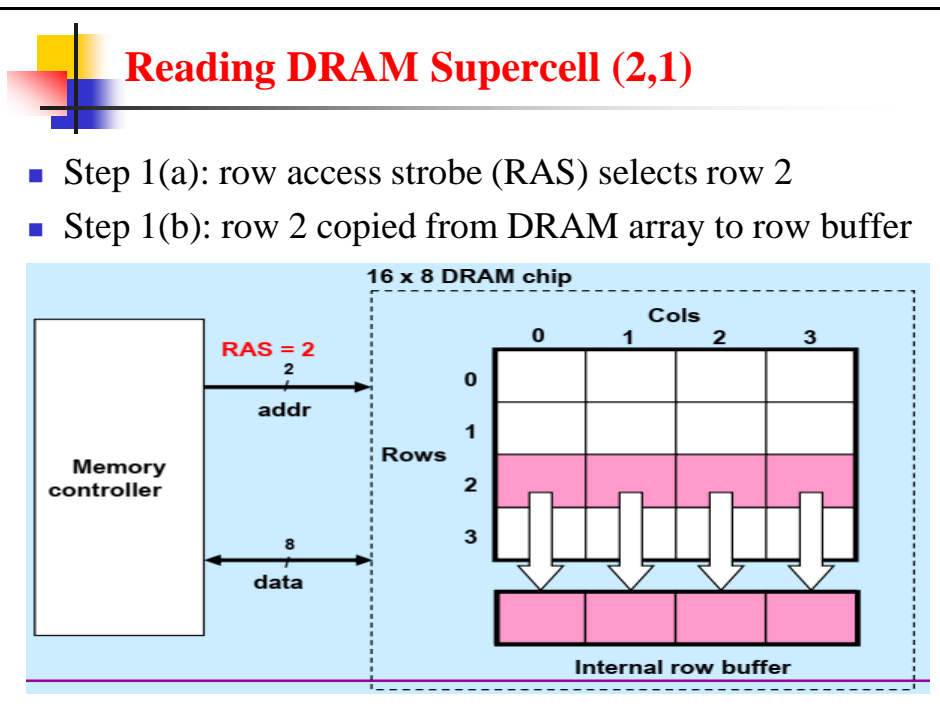 Reading DRAM Supercell (2,1)
Step 1(a): row access strobe (RAS) selects row 2
Step 1(b): row 2 copied from DRAM array to row buffer
16 x 8 DRAM chip
Cols
0 1 2 3
RAS = 2
2
addr
0
1
Rows
2
3
Memory
controller
8
data
Internal row buffer